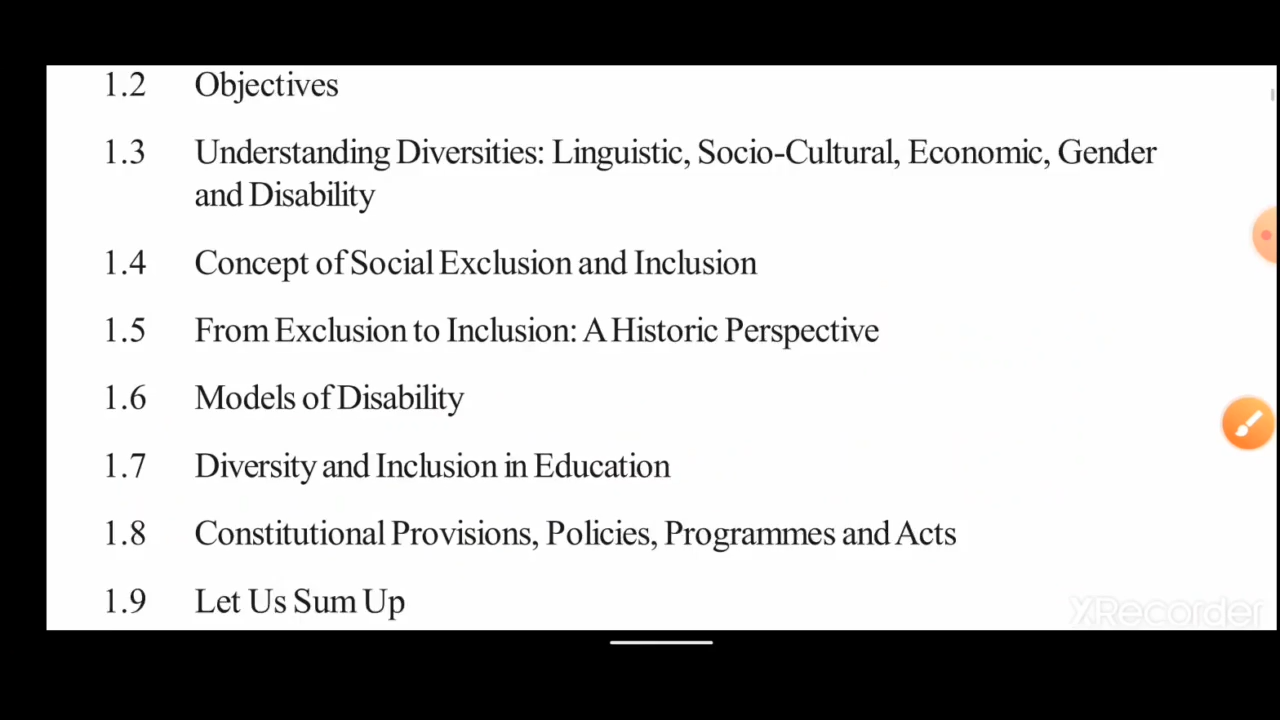 1.2 Objectives
1.3 Understanding Diversities: Linguistic, Socio-Cultural, Economic, Gender
and Disability
1.4 Concept of Social Exclusion and Inclusion
1.5 From Exclusion to Inclusion: A Historic Perspective
1.6 Models of Disability
1.7 Diversity and Inclusion in Education
1.8 Constitutional Provisions, Policies, Programmes and Acts
1.9 Let Us Sum Up
XRecorder